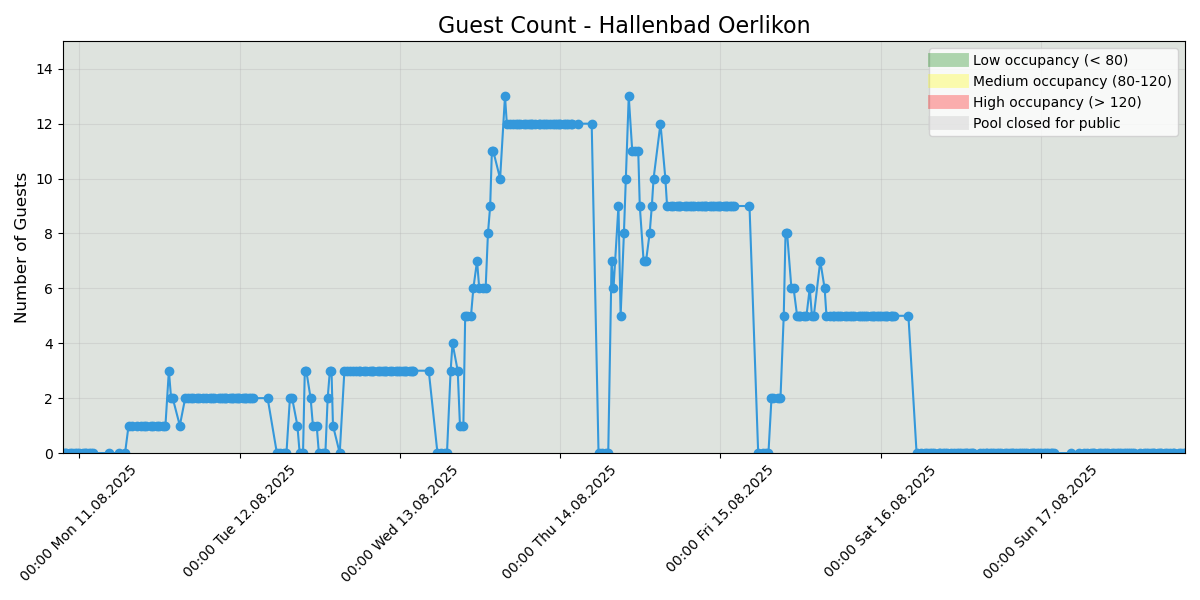 Guest Count - Hallenbad Oerlikon
Low occupancy (< 80)
Medium occupancy (80-120)
High occupancy (> 120)
Pool closed for public
Number of Guests
14
12
10
8
6
4
2
0
00:00 Mon 11.08.2025
00:00 Tue 12.08.2025
00:00 Wed 13.08.2025
00:00 Thu 14.08.2025
00:00 Fri 15.08.2025
00:00 Sat 16.08.2025
00:00 Sun 17.08.2025